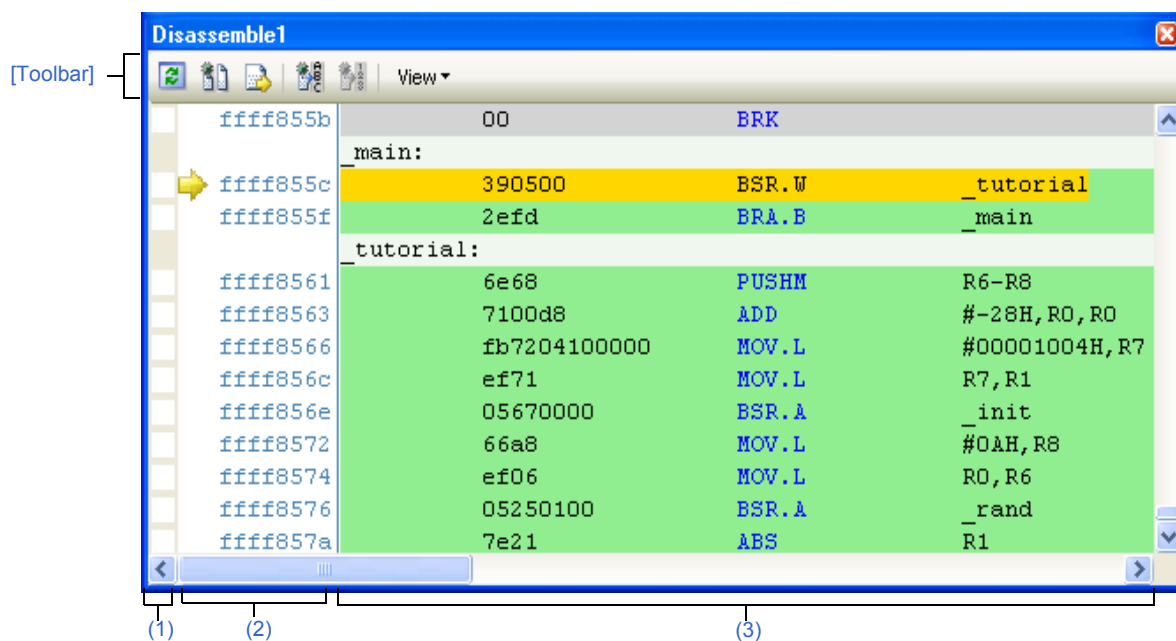 Disassemble1
[Toolbar]
View
ffff855b 00 BRK
_main:
ffff855c 390500 BSR.W _tutorial
ffff855f 2efd BRA.B _main
_tutorial:
ffff8561 6e68 PUSHM R6-R8
ffff8563 7100d8 ADD #-28H,R0,R0
ffff8566 fb7204100000 MOV.L #00001004H,R7
ffff856c ef71 MOV.L R7,R1
ffff856e 05670000 BSR.A _init
ffff8572 66a8 MOV.L #0AH,R8
ffff8574 ef06 MOV.L R0,R6
ffff8576 05250100 BSR.A _rand
ffff857a 7e21 ABS R1
(1) (2) (3)